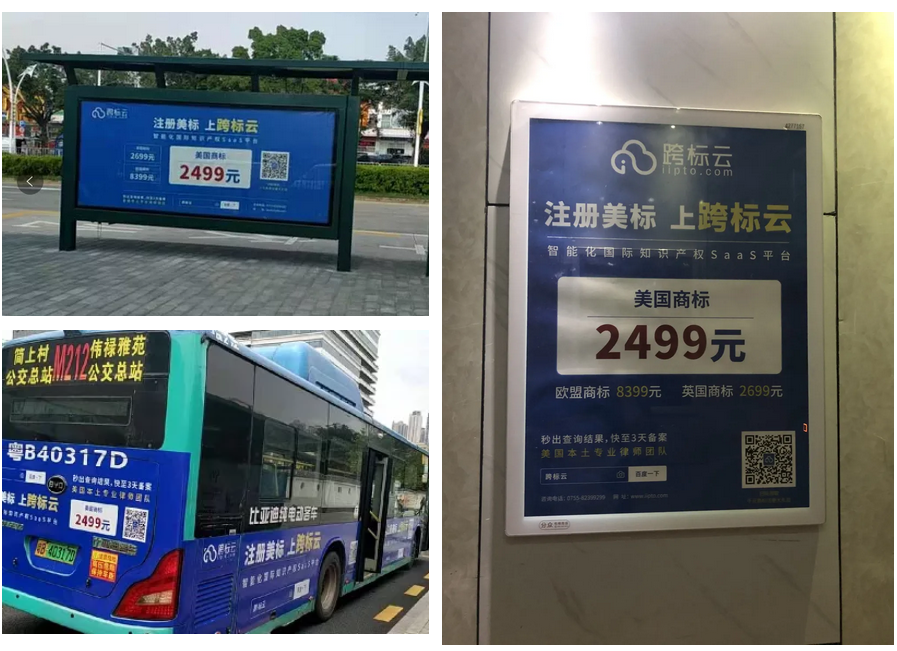 跨标云
注册美标 上跨标云
智能化国际知识产权SaaS平台
2699元
8399元
美国商标
2499元
跨标云
iipto.com
注册美标 上跨标云
智能化国际知识产权SaaS平台
美国商标
2499元
欧盟商标 8399元 英国商标 2699元
秒出查询结果,快至3天备案
美国本土专业律师团队
跨标云 百度一下
分众
简上村
公交总站
M212
伟禄雅苑
公交总站
粤B40317D
BYD
秒出查询结果,快至3天备案
美国本土专业律师团队
美标 上跨标云
2499元
比亚迪纯电动客车
跨标云
注册美标 上跨标云
智能化国际知识产权SaaS平台
跨标云